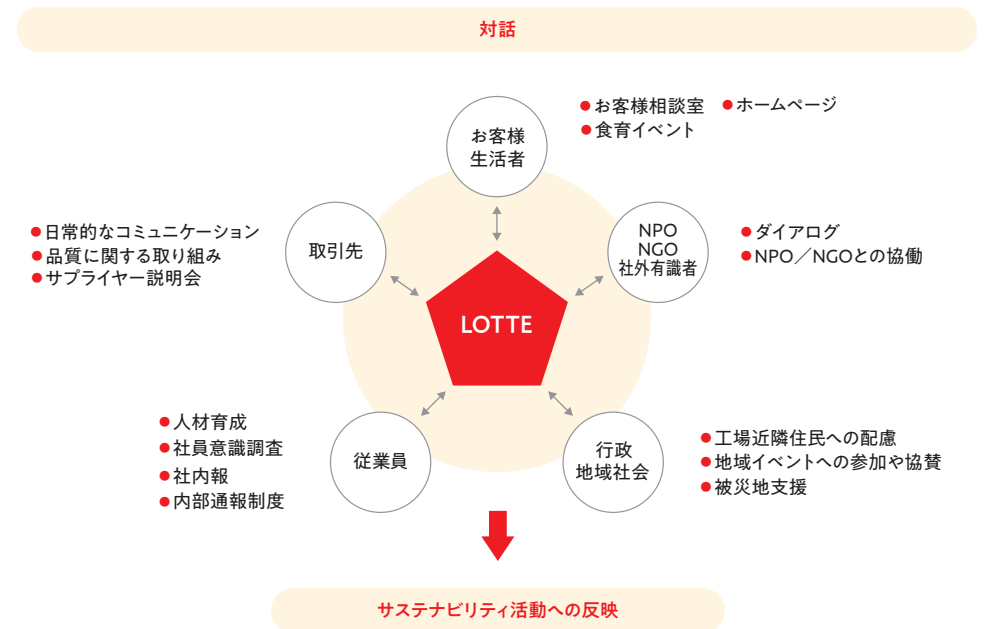 対話
お客様
生活者
●お客様相談室 ●ホームページ
●食育イベント
取引先
●日常的なコミュニケーション
●品質に関する取り組み
●サプライヤー説明会
NPO
NGO
社外有識者
●ダイアログ
●NPO／NGOとの協働
LOTTE
従業員
●人材育成
●社員意識調査
●社内報
●内部通報制度
行政
地域社会
●工場近隣住民への配慮
●地域イベントへの参加や協賛
●被災地支援
サステナビリティ活動への反映